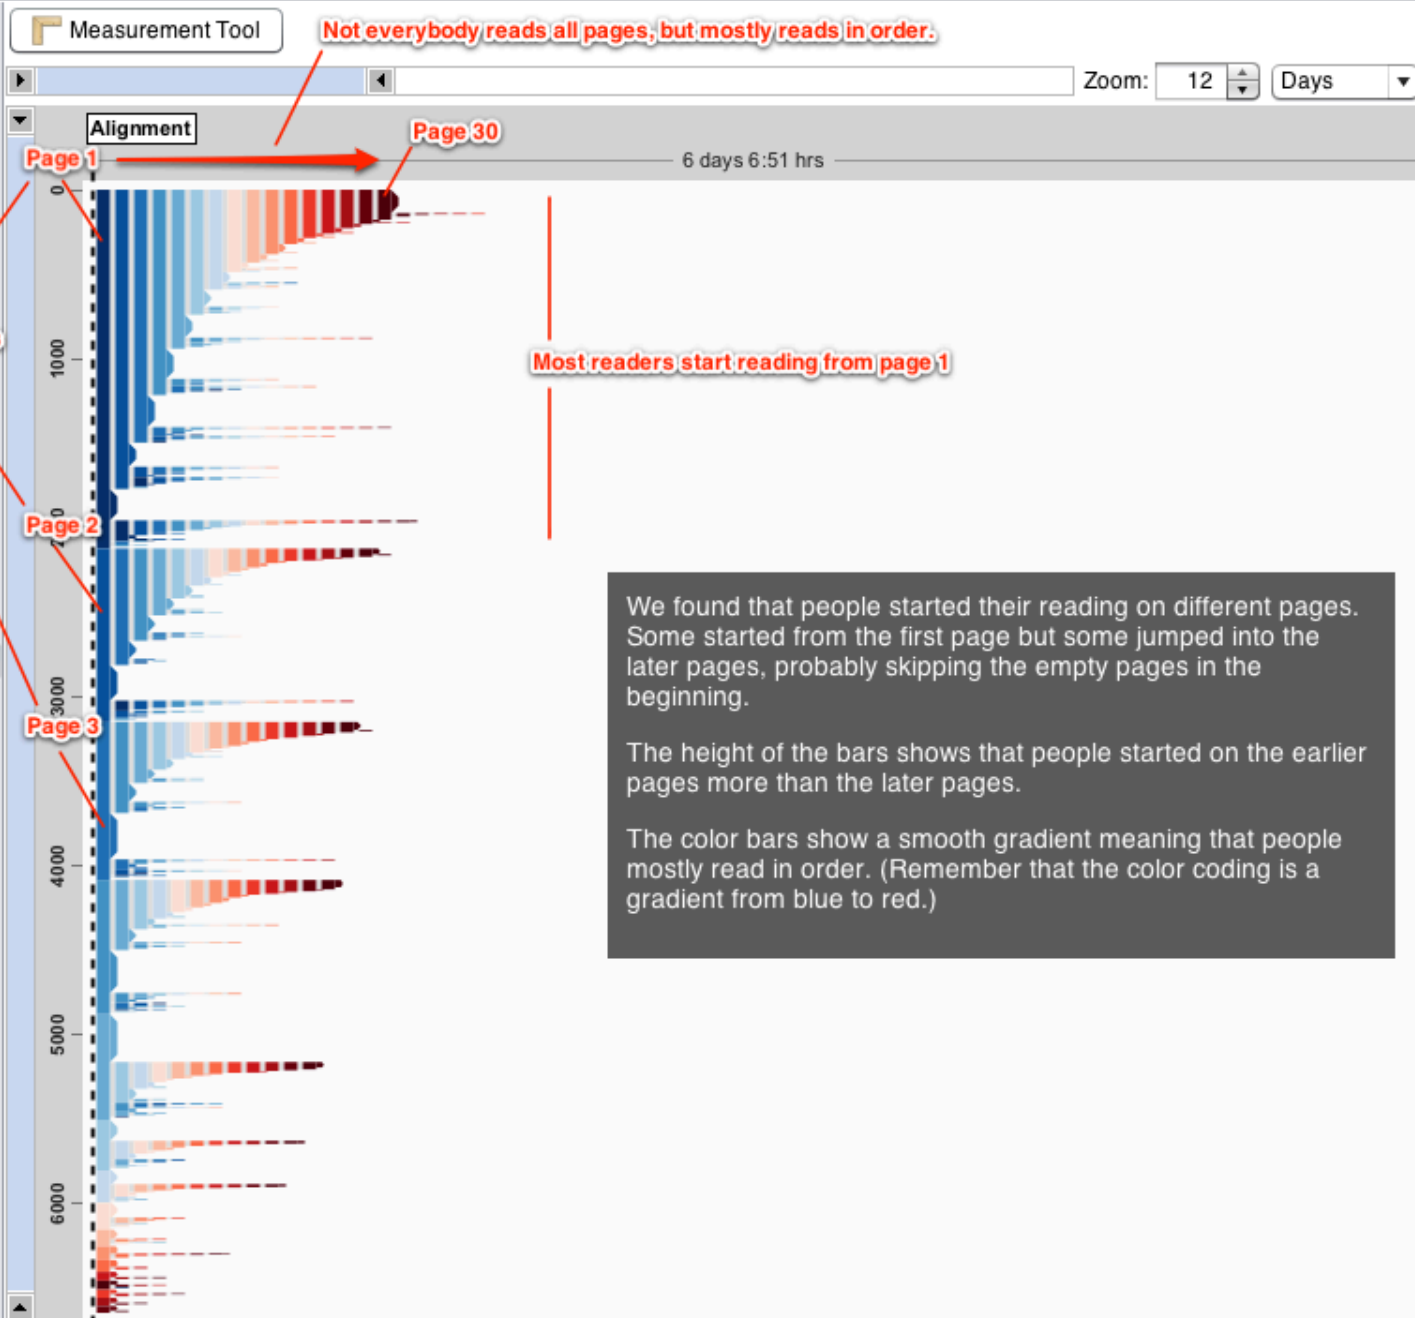 Measurement Tool
Not everybody reads all pages, but mostly reads in order.
Zoom: 12 Days
Alignment
Page 30
Page 1
6 days 6:51 hrs
0
1000
Most readers start reading from page 1
Page 2
We found that people started their reading on different pages.
Some started from the first page but some jumped into the
later pages, probably skipping the empty pages in the
beginning.
3000
Page 3
The height of the bars shows that people started on the earlier
pages more than the later pages.
The color bars show a smooth gradient meaning that people
mostly read in order. (Remember that the color coding is a
gradient from blue to red.)
4000
5000
6000